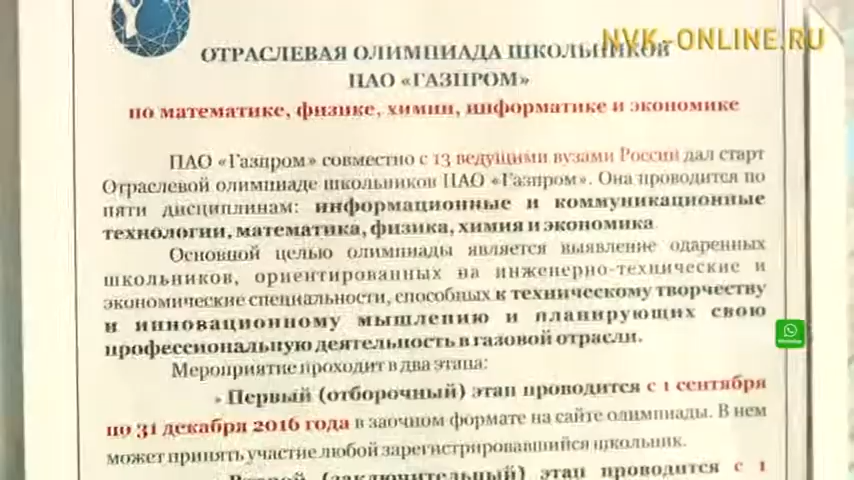 NVK-ONLINE.RU
ОТРАСЛЕВАЯ ОЛИМПИАДА ШКОЛЬНИКОВ
ПАО «ГАЗПРОМ»
по математике, физике, химии, информатике и экономике
ПАО «Газпром» совместно с 13 ведущими вузами России дал старт
Отраслевой олимпиаде школьников ПАО «Газпром». Она проводится по
пяти дисциплинам: информационные и коммуникационные
технологии, математика, физика, химия и экономика
Основной целью олимпиады является выявление одаренных
школьников, ориентированных на инженерно-технические и
экономические специальности, способных к техническому творчеству
и инновационному мышлению и планирующих свою
профессиональную деятельность в газовой отрасли.
Мероприятие проходит в два этапа:
Первый (отборочный) этап проводится с 1 сентября
по 31 декабря 2016 года в заочном формате на сайте олимпиады. В нем
может принять участие любой зарегистрировавшийся школьник.
Второй (заключительный) этап проводится с 1